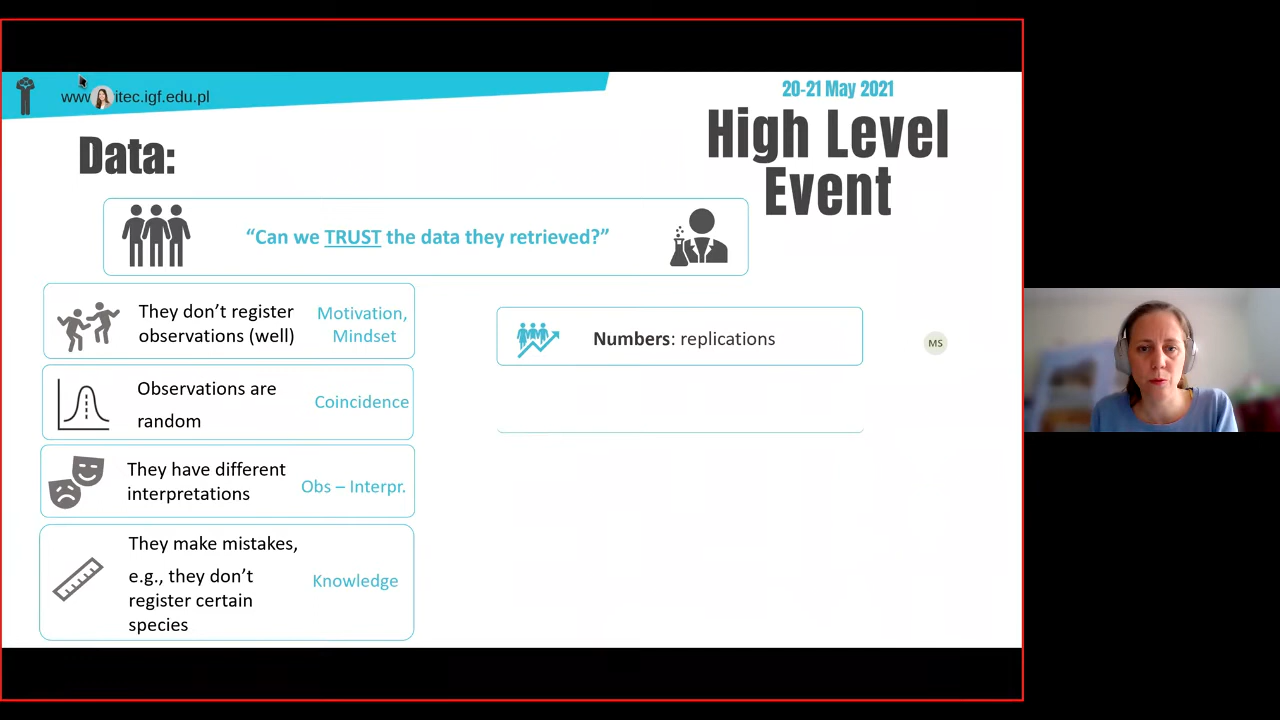 www itec.igf.edu.pl
20-21 May 2021
High Level
Event
Data:
"Can we TRUST the data they retrieved?"
They don't register
observations (well)
Motivation,
Mindset
Observations are
random
Coincidence
They have different
interpretations
Obs – Interpr.
They make mistakes,
e.g., they don't
register certain
species
Knowledge
Numbers: replications
MS